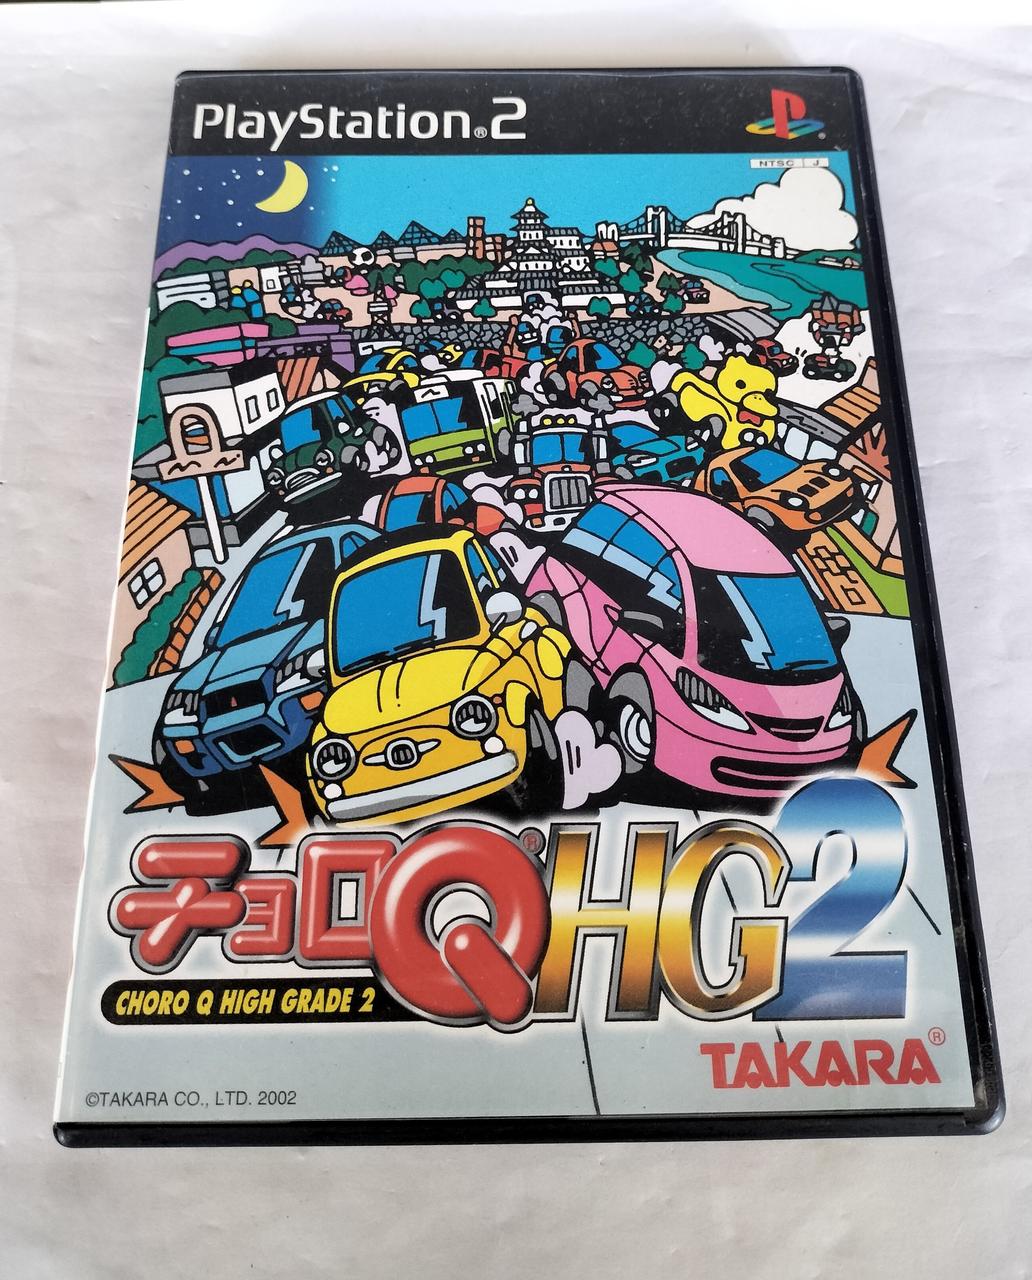 PlayStation®2
NTSC J
チョロQ®HG2
CHORO Q HIGH GRADE 2
TAKARA®
©TAKARA CO., LTD. 2002